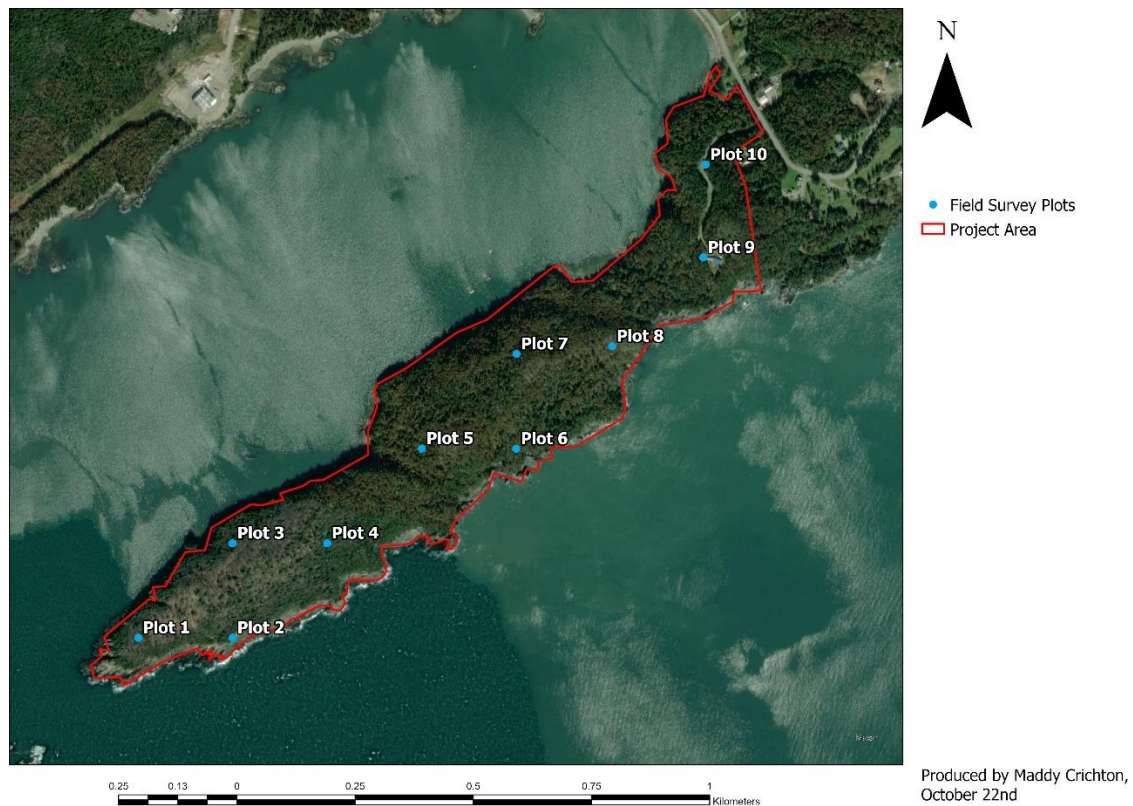 N
Plot 10
Field Survey Plots
Project Area
Plot 9
Plot 8
Plot 7
Plot 5
Plot 6
Plot 3
Plot 4
Plot 1
Plot 2
0.25 0.13 0 0.25 0.5 0.75 1
Kilometers
Produced by Maddy Crichton,
October 22nd